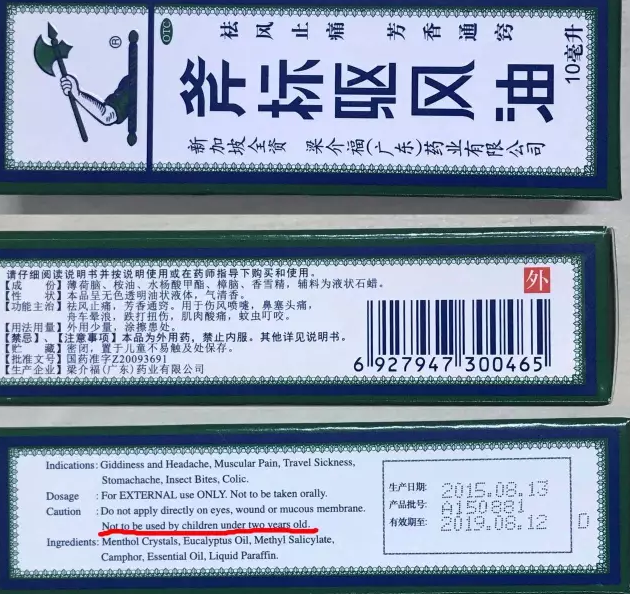 OTC
祛风止痛 芳香通窍
®
斧标驱风油
10毫升
新加坡全资 梁介福(广东)药业有限公司
请仔细阅读说明书并按说明使用或在药师指导下购买和使用。
外
【成 份】薄荷脑、桉油、水杨酸甲酯、樟脑、香雪精,辅料为液状石蜡。
【性 状】本品呈无色透明油状液体,气清香。
【功能主治】祛风止痛,芳香通窍。用于伤风喷嚏,鼻塞头痛,
舟车晕浪,跌打扭伤,肌肉酸痛,蚊虫叮咬。
【用法用量】外用少量,涂擦患处。
【禁忌】、【注意事项】本品为外用药,禁止内服。其他详见说明书。
【贮 藏】密闭,置于儿童不易触及处保存。
【批准文号】国药准字Z20093691
【生产企业】梁介福(广东)药业有限公司
6 927947 300465
Indications: Giddiness and Headache, Muscular Pain, Travel Sickness,
Stomachache, Insect Bites, Colic.
Dosage : For EXTERNAL use ONLY. Not to be taken orally.
Caution : Do not apply directly on eyes, wound or mucous membrane.
Not to be used by children under two years old.
Ingredients: Menthol Crystals, Eucalyptus Oil, Methyl Salicylate,
Camphor, Essential Oil, Liquid Paraffin.
生产日期: 2015.08.13
产品批号: A150881
有效期至: 2019.08.12 D